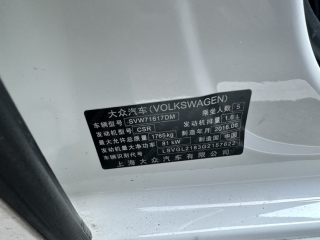 大众汽车(VOLKSWAGEN)
车辆型号 SVW71617DM 乘坐人数 5
发动机型号 CSR 发动机排量 1.6 L
最大允许总质量 1765kg 制造年月 2016.06
发动机最大净功率 81 kW 制造国 中国
车辆识别代号
上海大众汽车有限公司